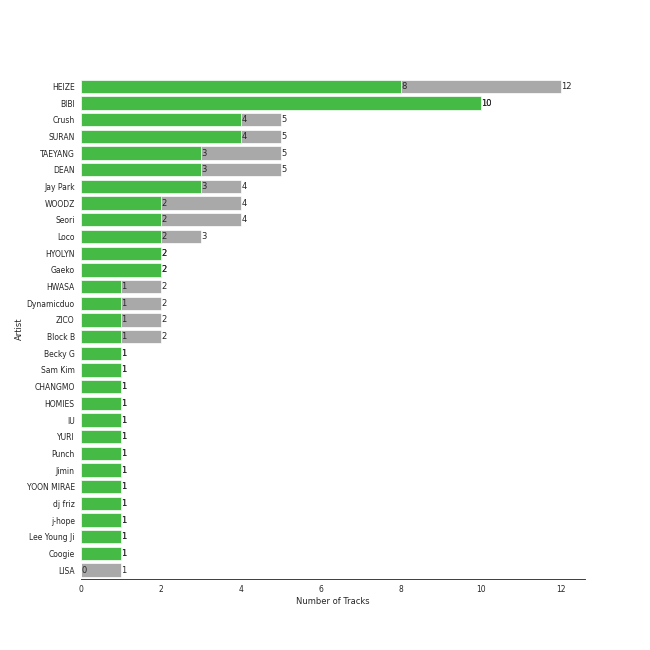 HEIZE 8 12
BIBI 10
Crush 4 5
SURAN 4 5
TAEYANG 3 5
DEAN 3 5
Jay Park 3 4
WOODZ 2 4
Seori 2 4
Loco 2 3
HYOLYN 2
Gaeko 2
HWASA 1 2
Dynamicduo 1 2
ZICO 1 2
Block B 1 2
Becky G 1
Sam Kim 1
CHANGMO 1
HOMIES 1
IU 1
YURI 1
Punch 1
Jimin 1
YOON MIRAE 1
dj friz 1
j-hope 1
Lee Young Ji 1
Coogie 1
LISA 0 1
Artist
0 2 4 6 8 10 12
Number of Tracks